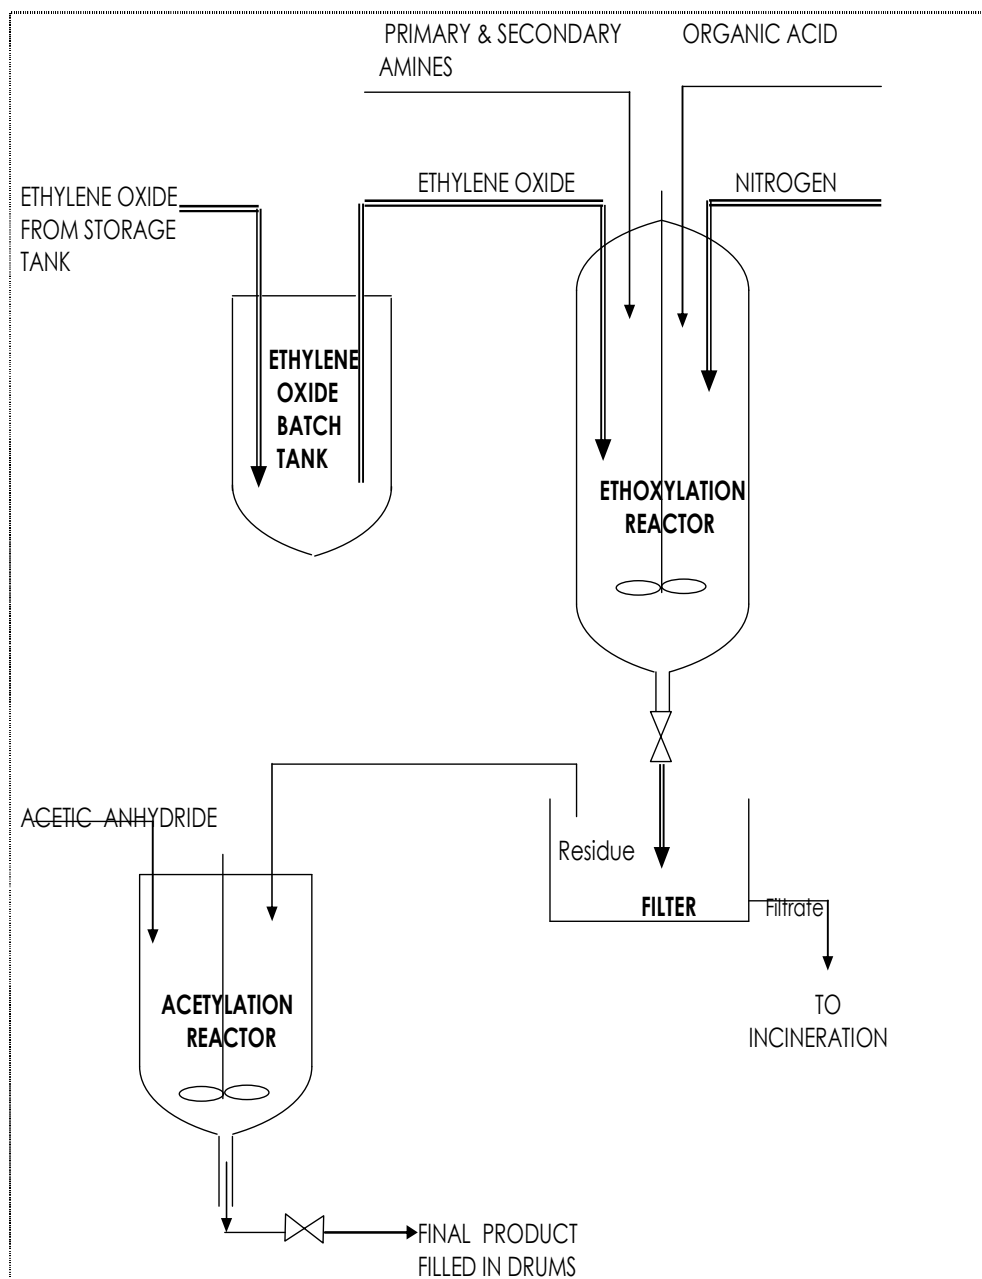 PRIMARY & SECONDARY
AMINES
ORGANIC ACID
ETHYLENE OXIDE
FROM STORAGE
TANK
ETHYLENE OXIDE
NITROGEN
ETHYLENE
OXIDE
BATCH
TANK
ETHOXYLATION
REACTOR
ACETIC ANHYDRIDE
Residue
FILTER
Filtrate
ACETYLATION
REACTOR
TO
INCINERATION
FINAL PRODUCT
FILLED IN DRUMS